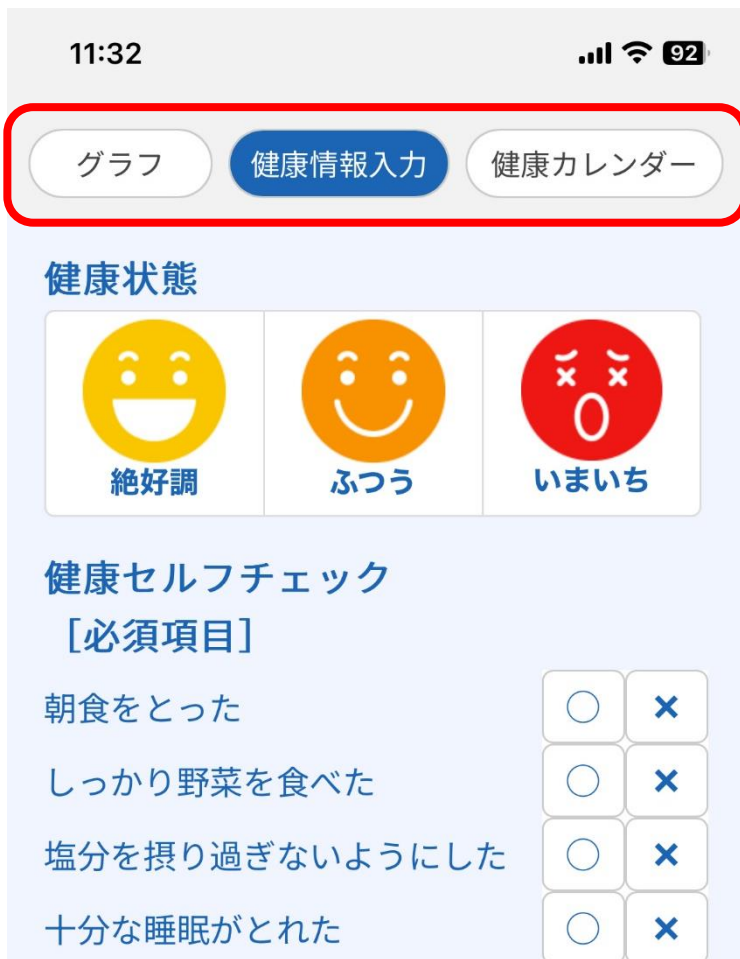 11:32 92
グラフ 健康情報入力 健康カレンダー
健康状態
絶好調 ふつう いまいち
健康セルフチェック
［必須項目］
朝食をとった ○ ×
しっかり野菜を食べた ○ ×
塩分を摂り過ぎないようにした ○ ×
十分な睡眠がとれた ○ ×